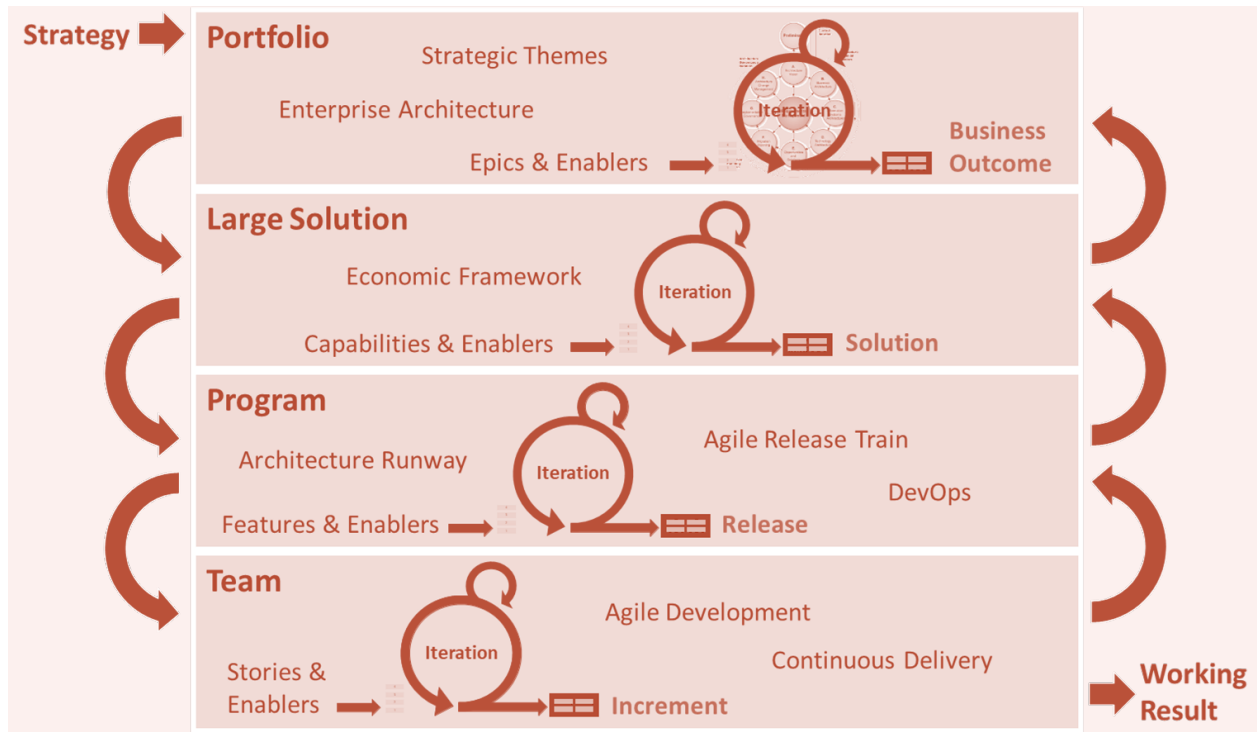 Strategy
Portfolio
Strategic Themes
Enterprise Architecture
Iteration
Epics & Enablers
Business
Outcome
Large Solution
Economic Framework
Iteration
Capabilities & Enablers
Solution
Program
Agile Release Train
Architecture Runway
Iteration
DevOps
Features & Enablers
Release
Team
Agile Development
Iteration
Continuous Delivery
Stories &
Enablers
Increment
Working
Result